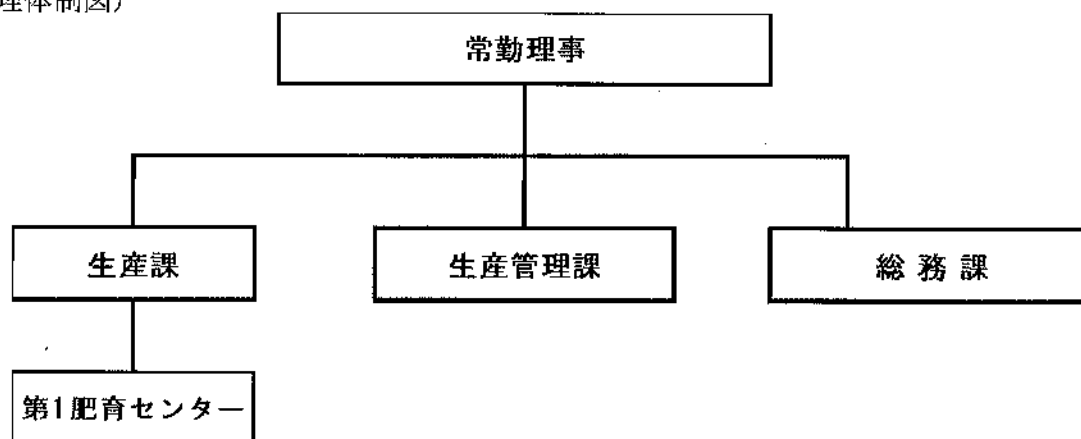 理体制図）
常勤理事
生産課
生産管理課
総務課
第1肥育センター